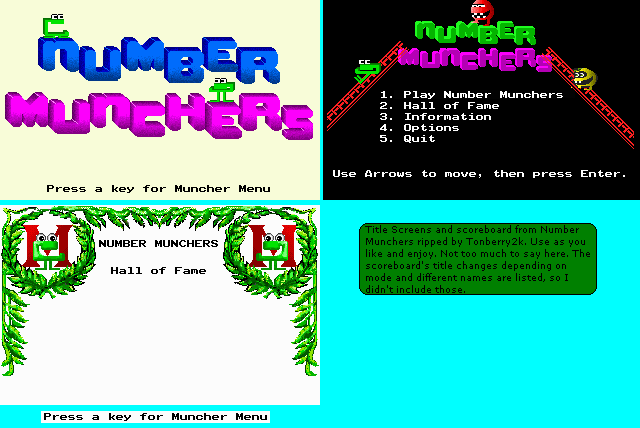 NUMBER
MUNCHERS
Press a key for Muncher Menu
NUMBER
MUNCHERS
1. Play Number Munchers
2. Hall of Fame
3. Information
4. Options
5. Quit
Use Arrows to move, then press Enter.
M M
NUMBER MUNCHERS
Hall of Fame
Press a key for Muncher Menu
Title Screens and scoreboard from Number
Munchers ripped by Tonberry2k. Use as you
like and enjoy. Not too much to say here. The
scoreboard's title changes depending on
mode and different names are listed, so I
didn't include those.